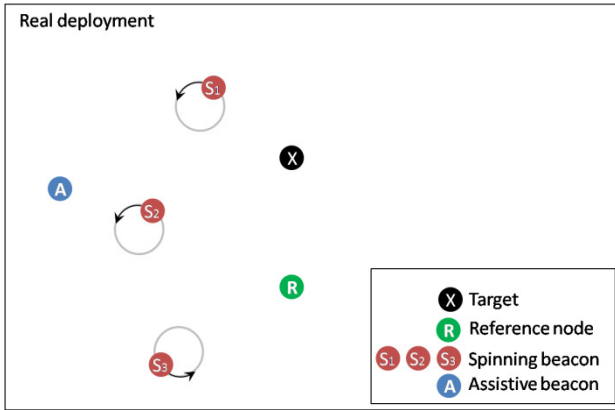 Real deployment
S1
X
A
S2
R
S3
X Target
R Reference node
S1 S2 S3 Spinning beacon
A Assistive beacon